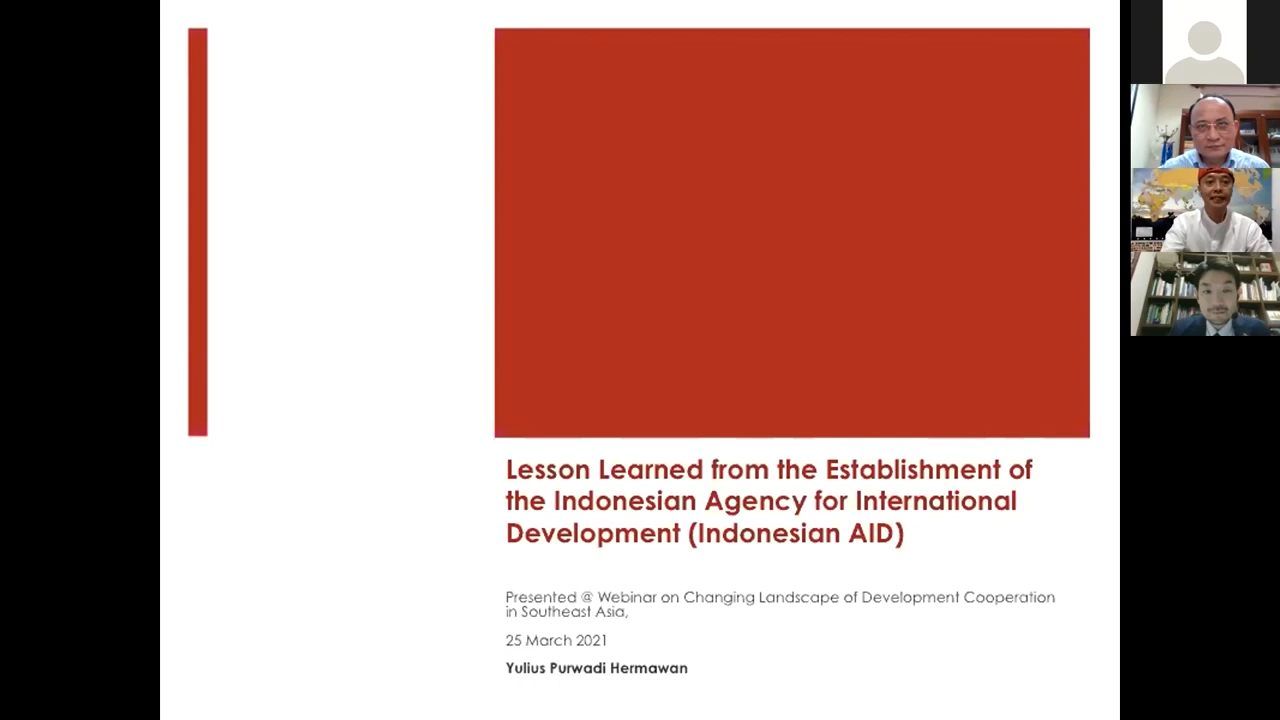 Lesson Learned from the Establishment of
the Indonesian Agency for International
Development (Indonesian AID)
Presented @ Webinar on Changing Landscape of Development Cooperation
in Southeast Asia,
25 March 2021
Yulius Purwadi Hermawan